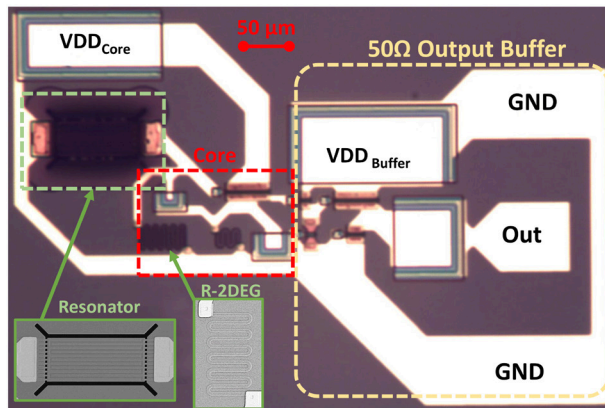 VDDCore
50 µm
50Ω Output Buffer
GND
Core
VDDBuffer
Out
Resonator
R-2DEG
GND